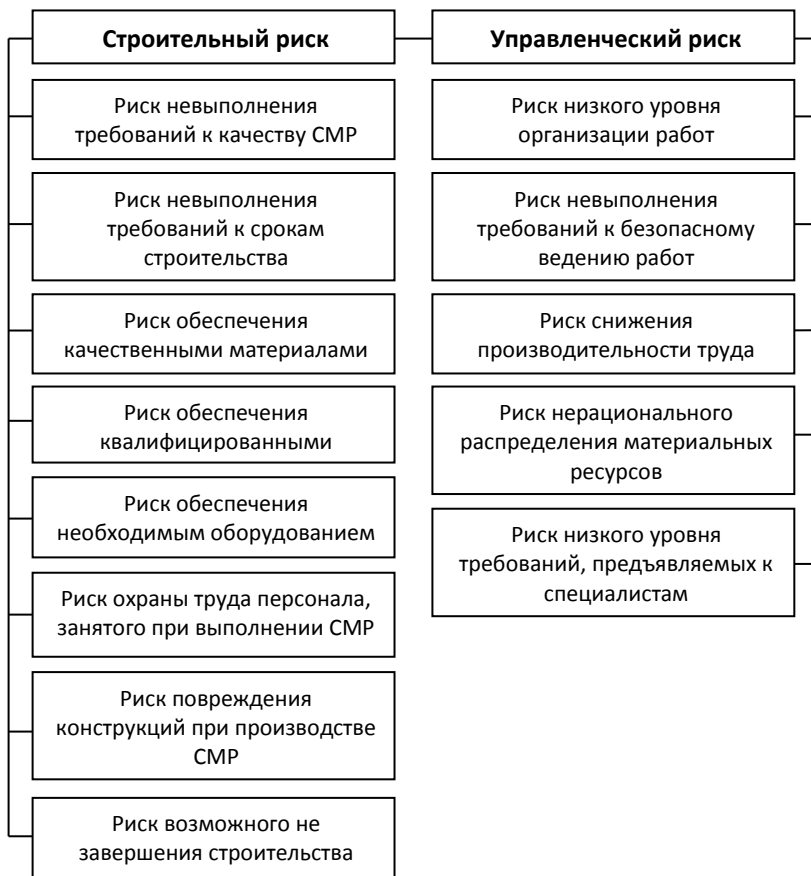 Строительный риск
Риск невыполнения
требований к качеству СМР
Риск невыполнения
требований к срокам
строительства
Риск обеспечения
качественными материалами
Риск обеспечения
квалифицированными
Риск обеспечения
необходимым оборудованием
Риск охраны труда персонала,
занятого при выполнении СМР
Риск повреждения
конструкций при производстве
СМР
Риск возможного не
завершения строительства
Управленческий риск
Риск низкого уровня
организации работ
Риск невыполнения
требований к безопасному
ведению работ
Риск снижения
производительности труда
Риск нерационального
распределения материальных
ресурсов
Риск низкого уровня
требований, предъявляемых к
специалистам